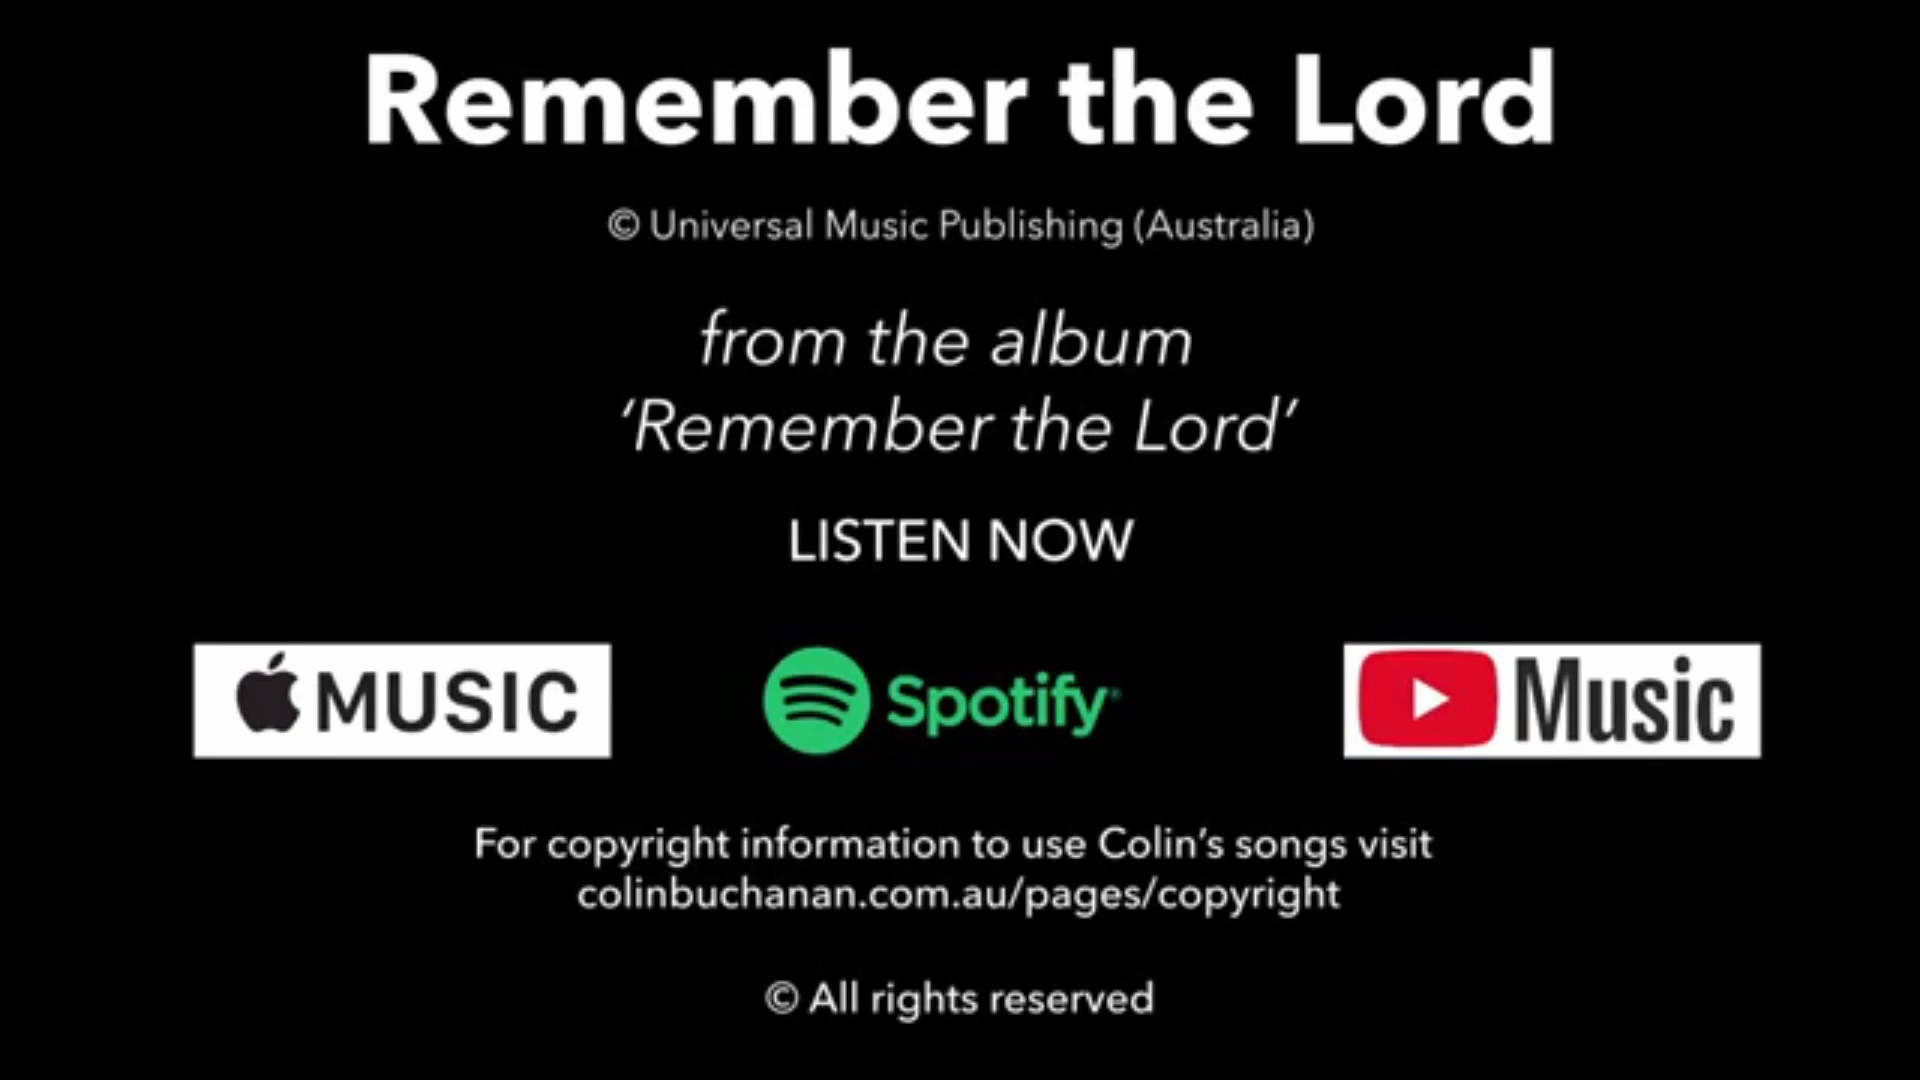 Remember the Lord
© Universal Music Publishing (Australia)
from the album
‘Remember the Lord’
LISTEN NOW
MUSIC
Spotify
Music
For copyright information to use Colin’s songs visit
colinbuchanan.com.au/pages/copyright
© All rights reserved